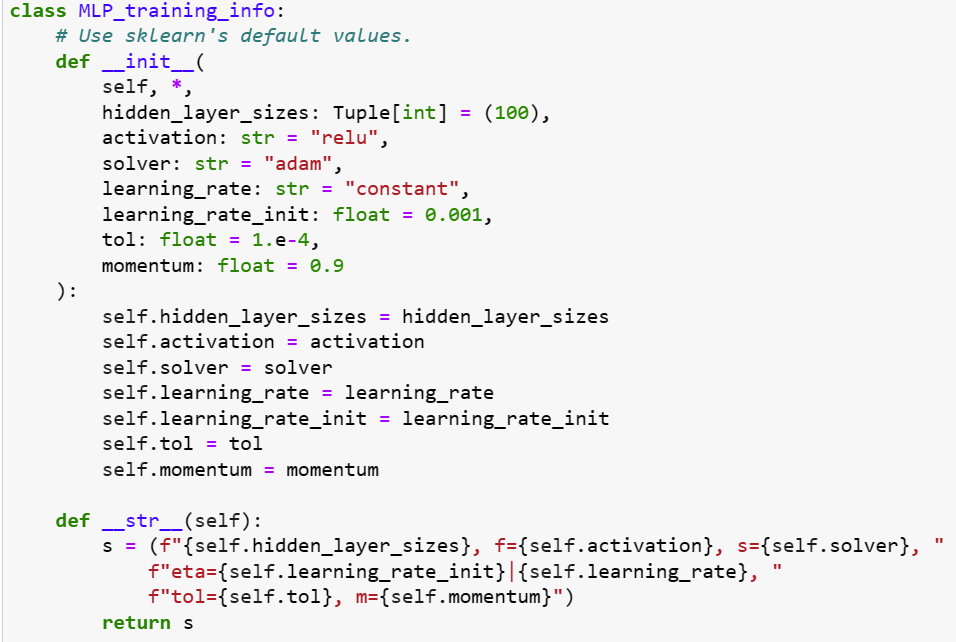 class MLP_training_info:
    # Use sklearn's default values.
    def __init__(
        self, *,
        hidden_layer_sizes: Tuple[int] = (100),
        activation: str = "relu",
        solver: str = "adam",
        learning_rate: str = "constant",
        learning_rate_init: float = 0.001,
        tol: float = 1.e-4,
        momentum: float = 0.9
    ):
        self.hidden_layer_sizes = hidden_layer_sizes
        self.activation = activation
        self.solver = solver
        self.learning_rate = learning_rate
        self.learning_rate_init = learning_rate_init
        self.tol = tol
        self.momentum = momentum

    def __str__(self):
        s = (f"{self.hidden_layer_sizes}, f={self.activation}, s={self.solver}, "
            f"eta={self.learning_rate_init}|{self.learning_rate}, "
            f"tol={self.tol}, m={self.momentum}")
        return s